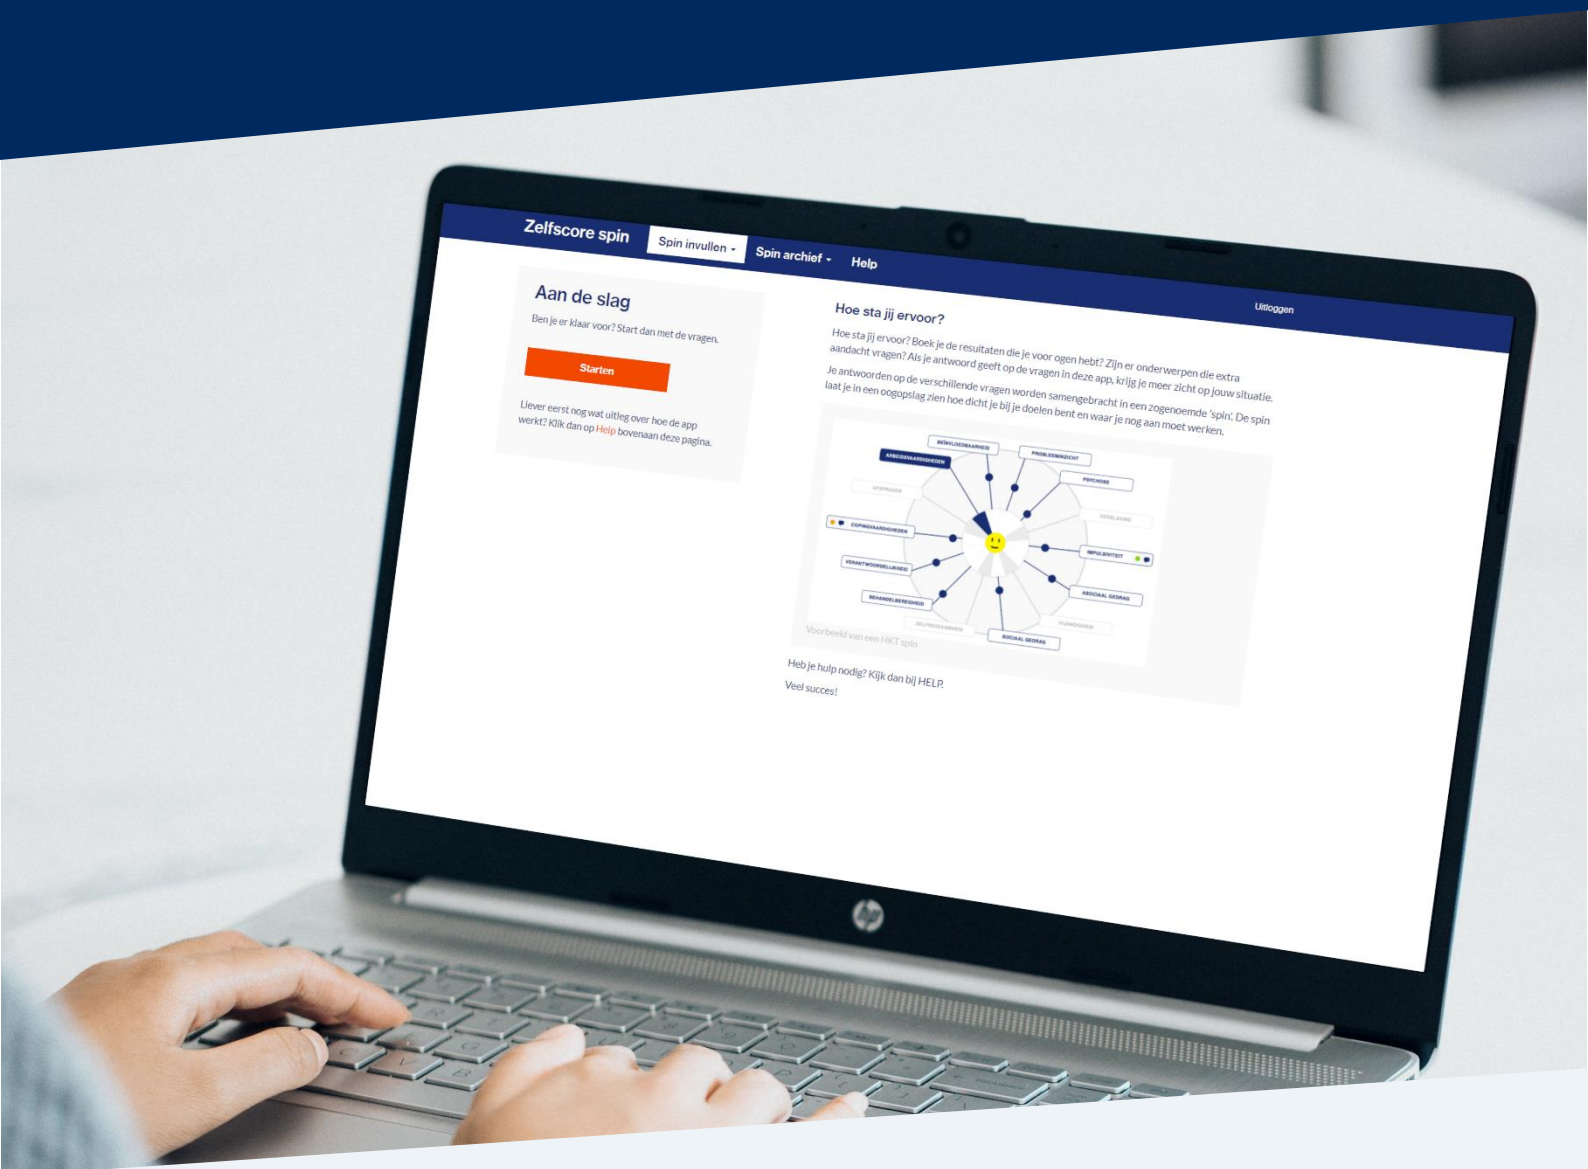 Zelfscore spin
Spin invullen
Spin archief
Help
Uitloggen
Aan de slag
Ben je er klaar voor? Start dan met de vragen.
Starten
Liever eerst nog wat uitleg over hoe de app
werkt? Klik dan op Help bovenaan deze pagina.
Hoe sta jij ervoor?
Hoe sta jij ervoor? Boek je de resultaten die je voor ogen hebt? Zijn er onderwerpen die extra
aandacht vragen? Als je antwoord geeft op de vragen in deze app, krijg je meer zicht op jouw situatie.
Je antwoorden op de verschillende vragen worden samengebracht in een zogenoemde 'spin'. De spin
laat je in een oogopslag zien hoe dicht je bij je doelen bent en waar je nog aan moet werken.
BEÏNVLOEDBAARHEID
PROBLEEMINZICHT
ARBEIDSVAARDIGHEDEN
PSYCHOSE
AFSPRAKEN
VERSLAVING
COPINGVAARDIGHEDEN
IMPULSIVITEIT
VERANTWOORDELIJKHEID
ASOCIAAL GEDRAG
BEHANDELBEREIDHEID
VIJANDIGHEID
ZELFREDZAAMHEID
SOCIAAL GEDRAG
Voorbeeld van een HKT spin
Heb je hulp nodig? Kijk dan bij HELP.
Veel succes!
hp